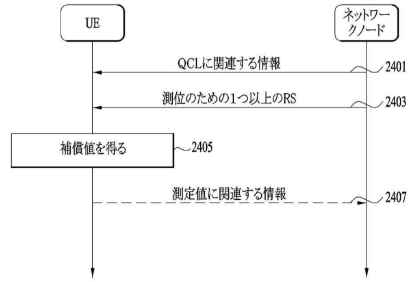 UE
ネットワー
クノード
QCLに関連する情報
2401
測位のための1つ以上のRS
2403
補償値を得る
2405
測定値に関連する情報
2407